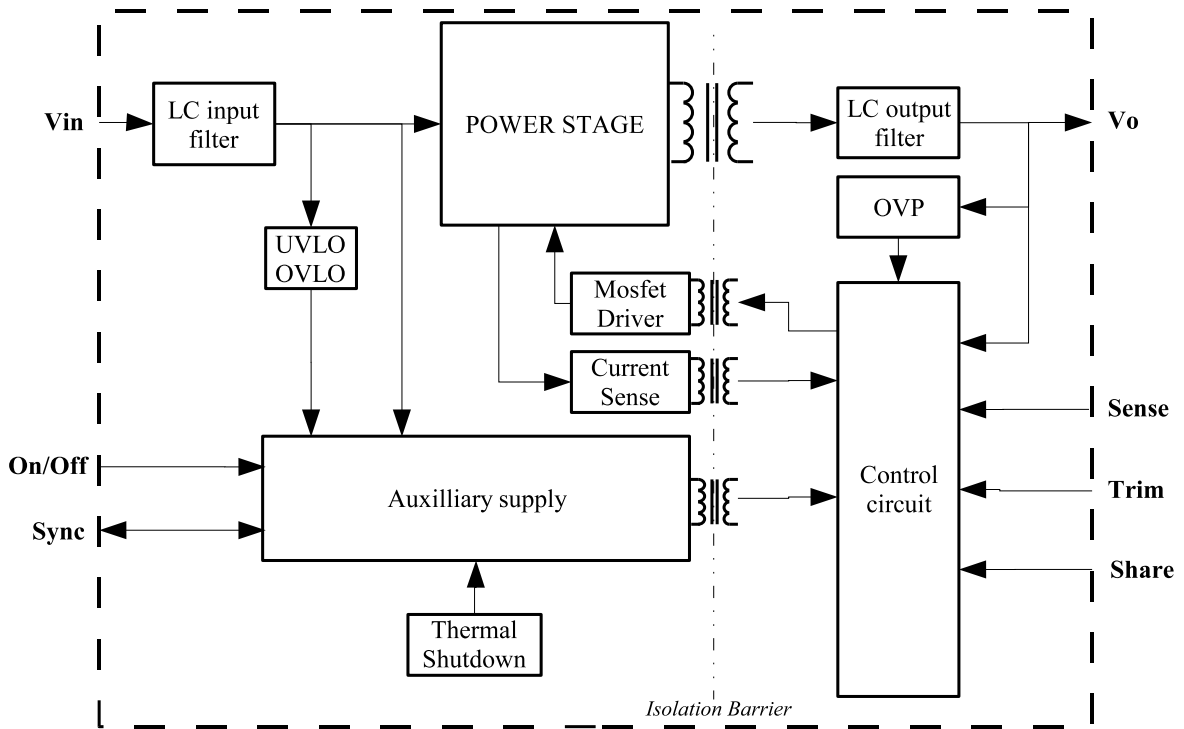 Vin
LC input
filter
POWER STAGE
LC output
filter
Vo
OVP
UVLO
OVLO
Mosfet
Driver
Current
Sense
Sense
On/Off
Auxilliary supply
Control
circuit
Trim
Sync
Share
Thermal
Shutdown
Isolation Barrier